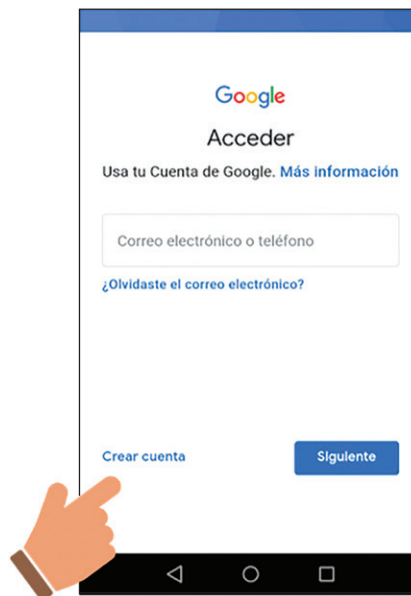 Google
Acceder
Usa tu Cuenta de Google. Más información
Correo electrónico o teléfono
¿Olvidaste el correo electrónico?
Crear cuenta
Siguiente